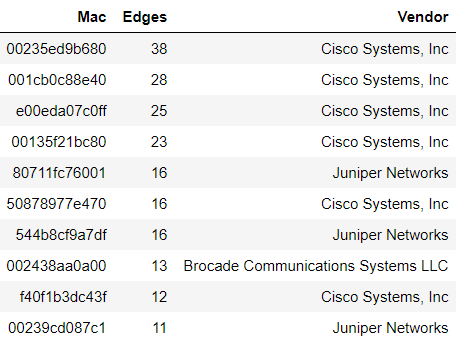 Mac Edges Vendor
00235ed9b680 38 Cisco Systems, Inc
001cb0c88e40 28 Cisco Systems, Inc
e00eda07c0ff 25 Cisco Systems, Inc
00135f21bc80 23 Cisco Systems, Inc
80711fc76001 16 Juniper Networks
50878977e470 16 Cisco Systems, Inc
544b8cf9a7df 16 Juniper Networks
002438aa0a00 13 Brocade Communications Systems LLC
f40f1b3dc43f 12 Cisco Systems, Inc
00239cd087c1 11 Juniper Networks